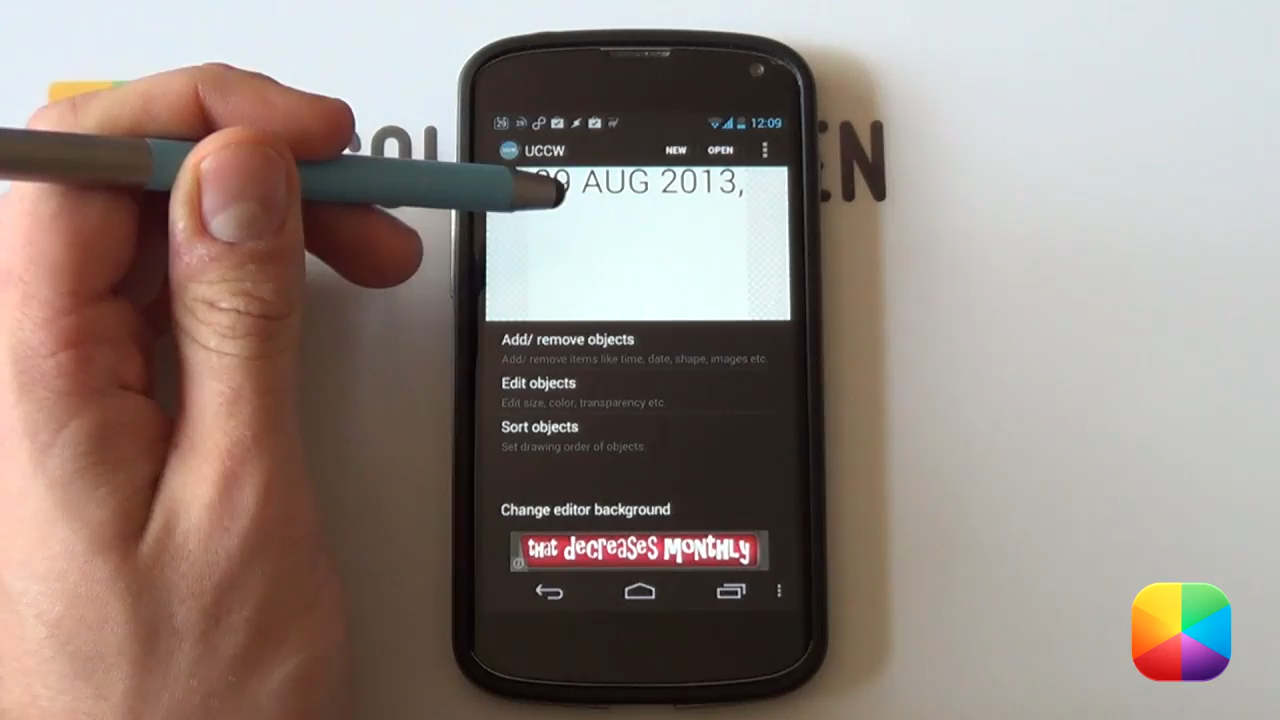 12:09
UCCW
NEW
OPEN
AUG 2013,
Add/ remove objects
Add/ remove items like time, date, shape, images etc.
Edit objects
Edit size, color, transparency etc.
Sort objects
Set drawing order of objects
Change editor background
that decreases MONTHLY